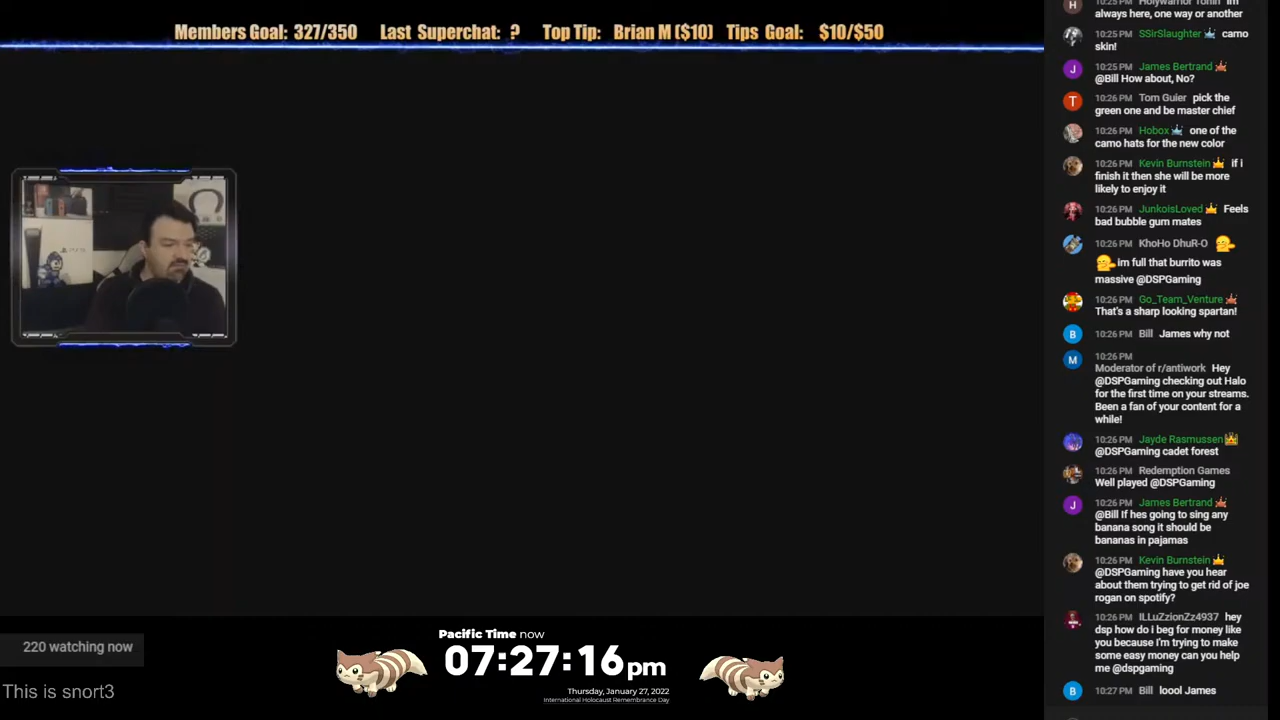 Members Goal: 327/350 Last Superchat: ? Top Tip: Brian M ($10) Tips Goal: $10/$50
always here, one way or another
10:25 PM SSirSlaughter camo
skin!
10:25 PM James Bertrand
@Bill How about, No?
10:26 PM Tom Guier pick the
green one and be master chief
10:26 PM Hobox one of the
camo hats for the new color
10:26 PM Kevin Burnstein if i
finish it then she will be more
likely to enjoy it
10:26 PM JunkoisLoved Feels
bad bubble gum mates
10:26 PM KhoHo DhuR-O
im full that burrito was
massive @DSPGaming
10:26 PM Go_Team_Venture
That's a sharp looking spartan!
10:26 PM Bill James why not
10:26 PM
Moderator of r/antiwork Hey
@DSPGaming checking out Halo
for the first time on your streams.
Been a fan of your content for a
while!
10:26 PM Jayde Rasmussen
@DSPGaming cadet forest
10:26 PM Redemption Games
Well played @DSPGaming
10:26 PM James Bertrand
@Bill If hes going to sing any
banana song it should be
bananas in pajamas
10:26 PM Kevin Burnstein
@DSPGaming have you hear
about them trying to get rid of joe
rogan on spotify?
10:26 PM ILLuZzionZz4937 hey
dsp how do i beg for money like
you because i'm trying to make
some easy money can you help
me @dspgaming
10:27 PM Bill loool James
220 watching now
This is snort3
Pacific Time now
07:27:16pm
Thursday, January 27, 2022
International Holocaust Remembrance Day